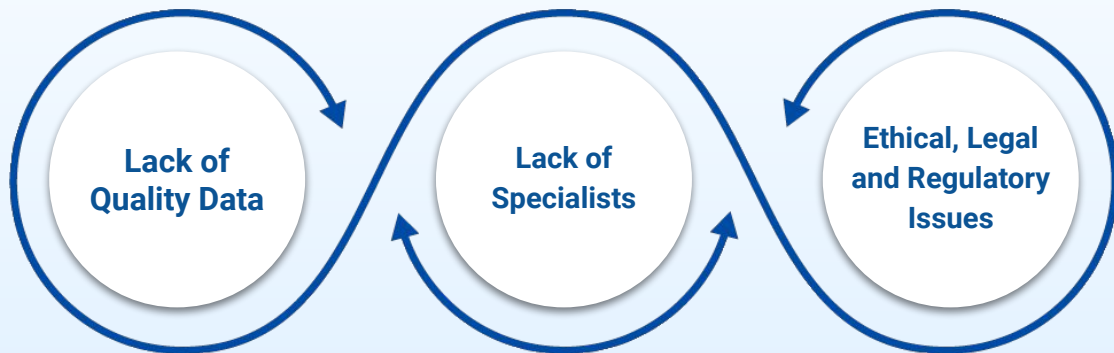 Lack of
Quality Data
Lack of
Specialists
Ethical, Legal
and Regulatory
Issues